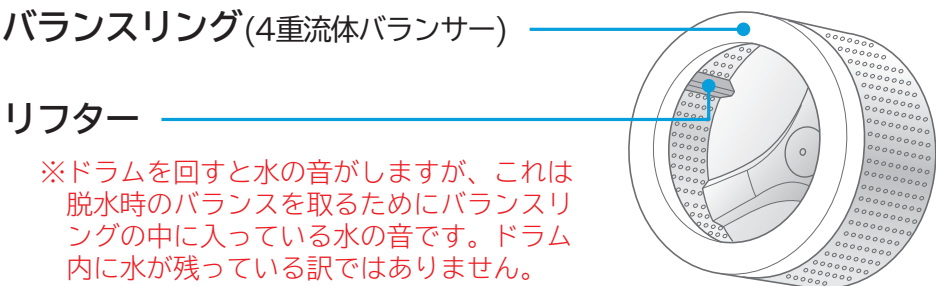 バランスリング(4重流体バランサー)
リフター
※ドラムを回すと水の音がしますが、これは
脱水時のバランスを取るためにバランスリ
ングの中に入っている水の音です。ドラム
内に水が残っている訳ではありません。